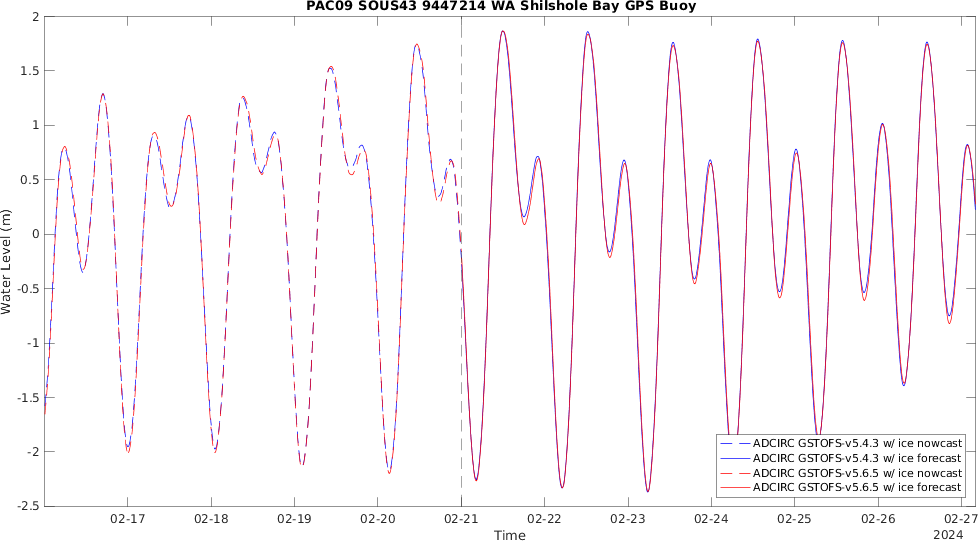 PAC09 SOUS43 9447214 WA Shilshole Bay GPS Buoy
2
1.5
1
0.5
0
-0.5
-1
-1.5
-2
-2.5
Water Level (m)
ADCIRC GSTOFS-v5.4.3 w/ ice nowcast
ADCIRC GSTOFS-v5.4.3 w/ ice forecast
ADCIRC GSTOFS-v5.6.5 w/ ice nowcast
ADCIRC GSTOFS-v5.6.5 w/ ice forecast
02-17 02-18 02-19 02-20 02-21 02-22 02-23 02-24 02-25 02-26 02-27
Time
2024